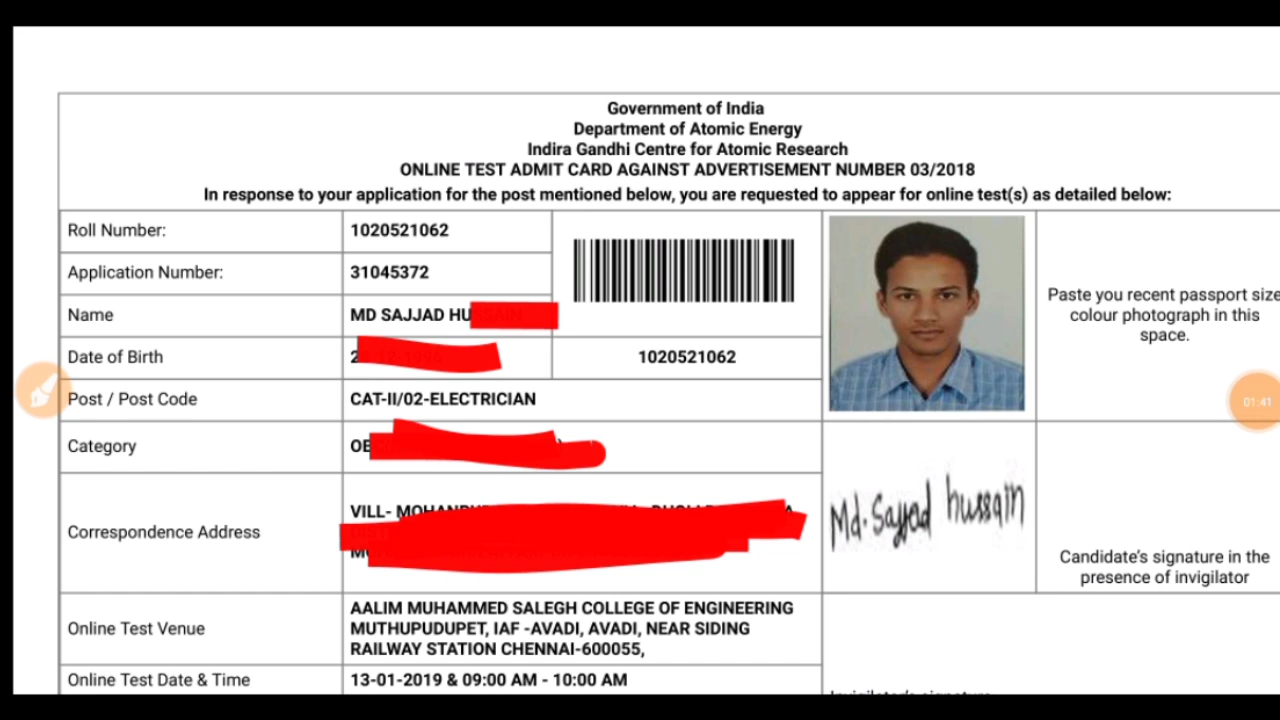 Government of India
Department of Atomic Energy
Indira Gandhi Centre for Atomic Research
ONLINE TEST ADMIT CARD AGAINST ADVERTISEMENT NUMBER 03/2018
In response to your application for the post mentioned below, you are requested to appear for online test(s) as detailed below:
Roll Number: 1020521062
Application Number: 31045372
Name MD SAJJAD HU
Date of Birth
1020521062
Post / Post Code CAT-II/02-ELECTRICIAN
Category
Correspondence Address
VILL-
Paste you recent passport size
colour photograph in this
space.
Md. Sajjad hussain
Candidate's signature in the
presence of invigilator
Online Test Venue
AALIM MUHAMMED SALEGH COLLEGE OF ENGINEERING
MUTHUPUDUPET, IAF -AVADI, AVADI, NEAR SIDING
RAILWAY STATION CHENNAI-600055,
Online Test Date & Time 13-01-2019 & 09:00 AM - 10:00 AM
Invigilator's signature
01:41